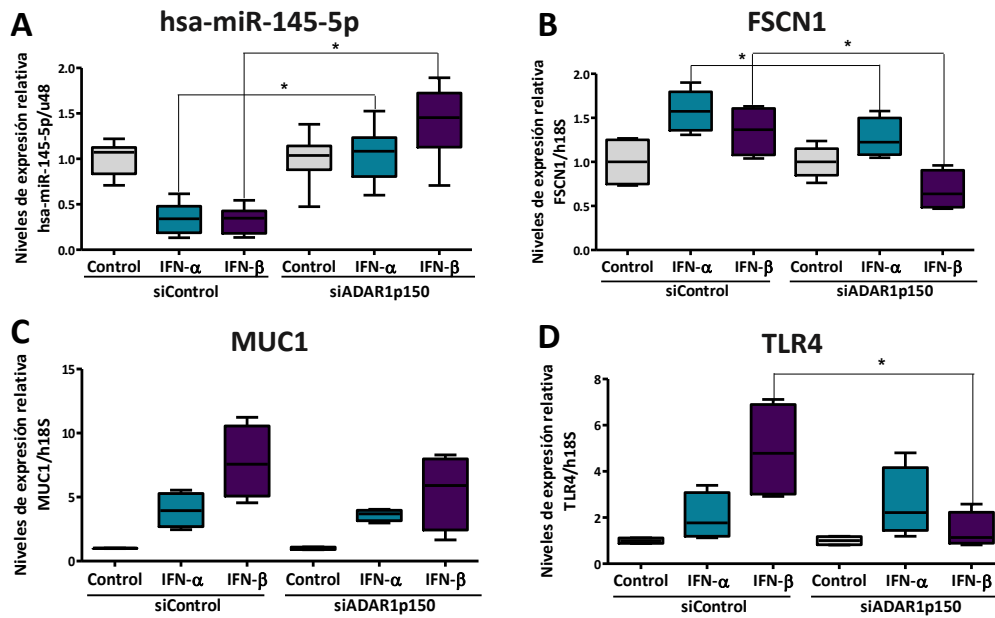 A
hsa-miR-145-5p
Niveles de expresión relativa
hsa-miR-145-5p/u48
2.0
1.5
1.0
0.5
0.0
*
*
Control IFN-α IFN-β Control IFN-α IFN-β
siControl siADAR1p150
B
FSCN1
Niveles de expresión relativa
FSCN1/h18S
2.0
1.5
1.0
0.5
0.0
*
*
Control IFN-α IFN-β Control IFN-α IFN-β
siControl siADAR1p150
C
MUC1
Niveles de expresión relativa
MUC1/h18S
15
10
5
0
Control IFN-α IFN-β Control IFN-α IFN-β
siControl siADAR1p150
D
TLR4
Niveles de expresión relativa
TLR4/h18S
8
6
4
2
0
*
Control IFN-α IFN-β Control IFN-α IFN-β
siControl siADAR1p150